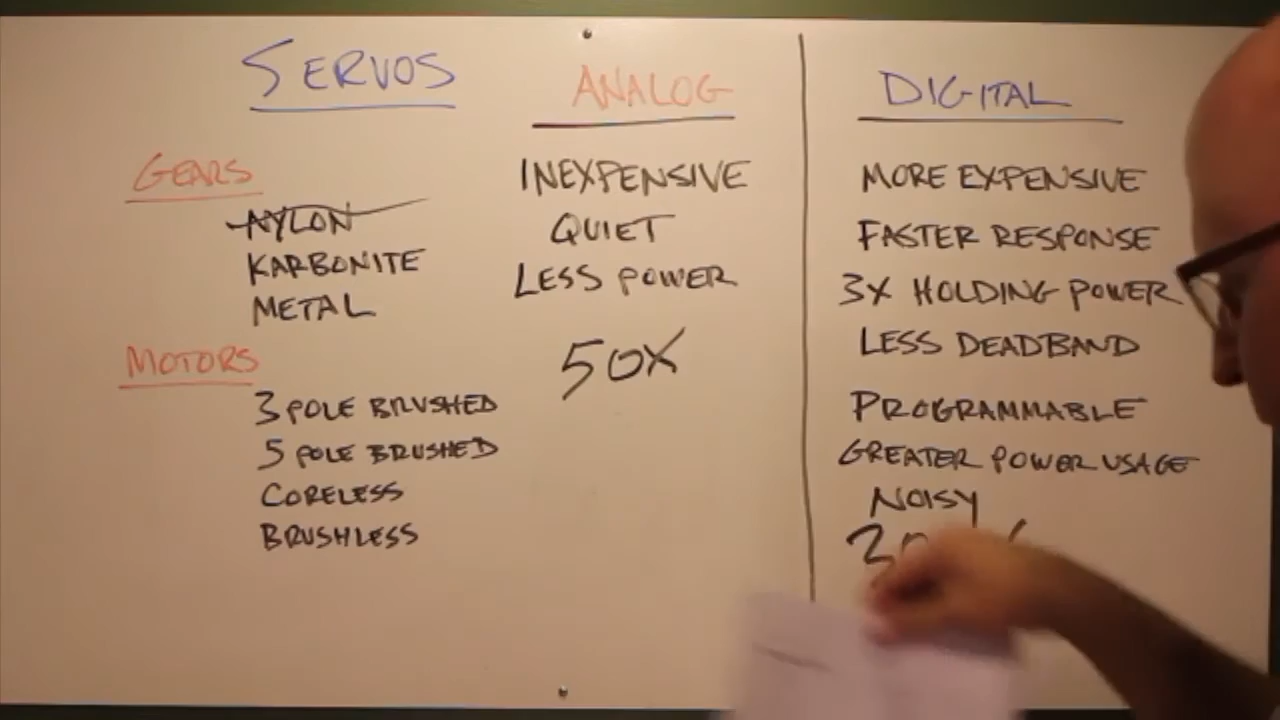 SERVOS
GEARS
NYLON
KARBONITE
METAL
MOTORS
3 POLE BRUSHED
5 POLE BRUSHED
CORELESS
BRUSHLESS
ANALOG
INEXPENSIVE
QUIET
LESS POWER
50X
DIGITAL
MORE EXPENSIVE
FASTER RESPONSE
3X HOLDING POWER
LESS DEADBAND
PROGRAMMABLE
GREATER POWER USAGE
NOISY